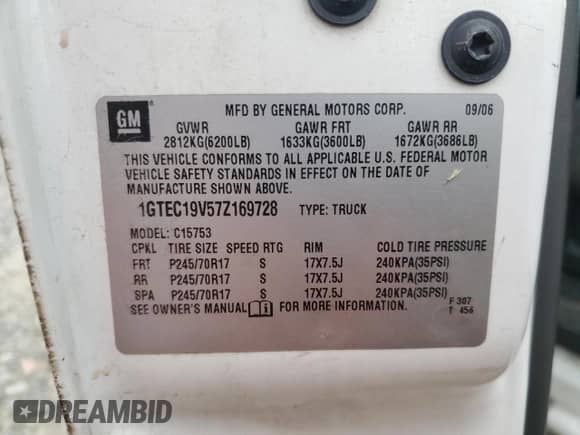 GM ® MFD BY GENERAL MOTORS CORP. 09/06
GVWR GAWR FRT GAWR RR
2812KG(6200LB) 1633KG(3600LB) 1672KG(3686LB)
THIS VEHICLE CONFORMS TO ALL APPLICABLE U.S. FEDERAL MOTOR
VEHICLE SAFETY STANDARDS IN EFFECT ON THE DATE OF
MANUFACTURE SHOWN ABOVE.
1GTEC19V57Z169728 TYPE: TRUCK
MODEL: C15753
CPKL TIRE SIZE SPEED RTG RIM COLD TIRE PRESSURE
FRT P245/70R17 S 17X7.5J 240KPA(35PSI)
RR P245/70R17 S 17X7.5J 240KPA(35PSI)
SPA P245/70R17 S 17X7.5J 240KPA(35PSI)
SEE OWNER'S MANUAL FOR MORE INFORMATION. F 307
T 456
DREAMBID